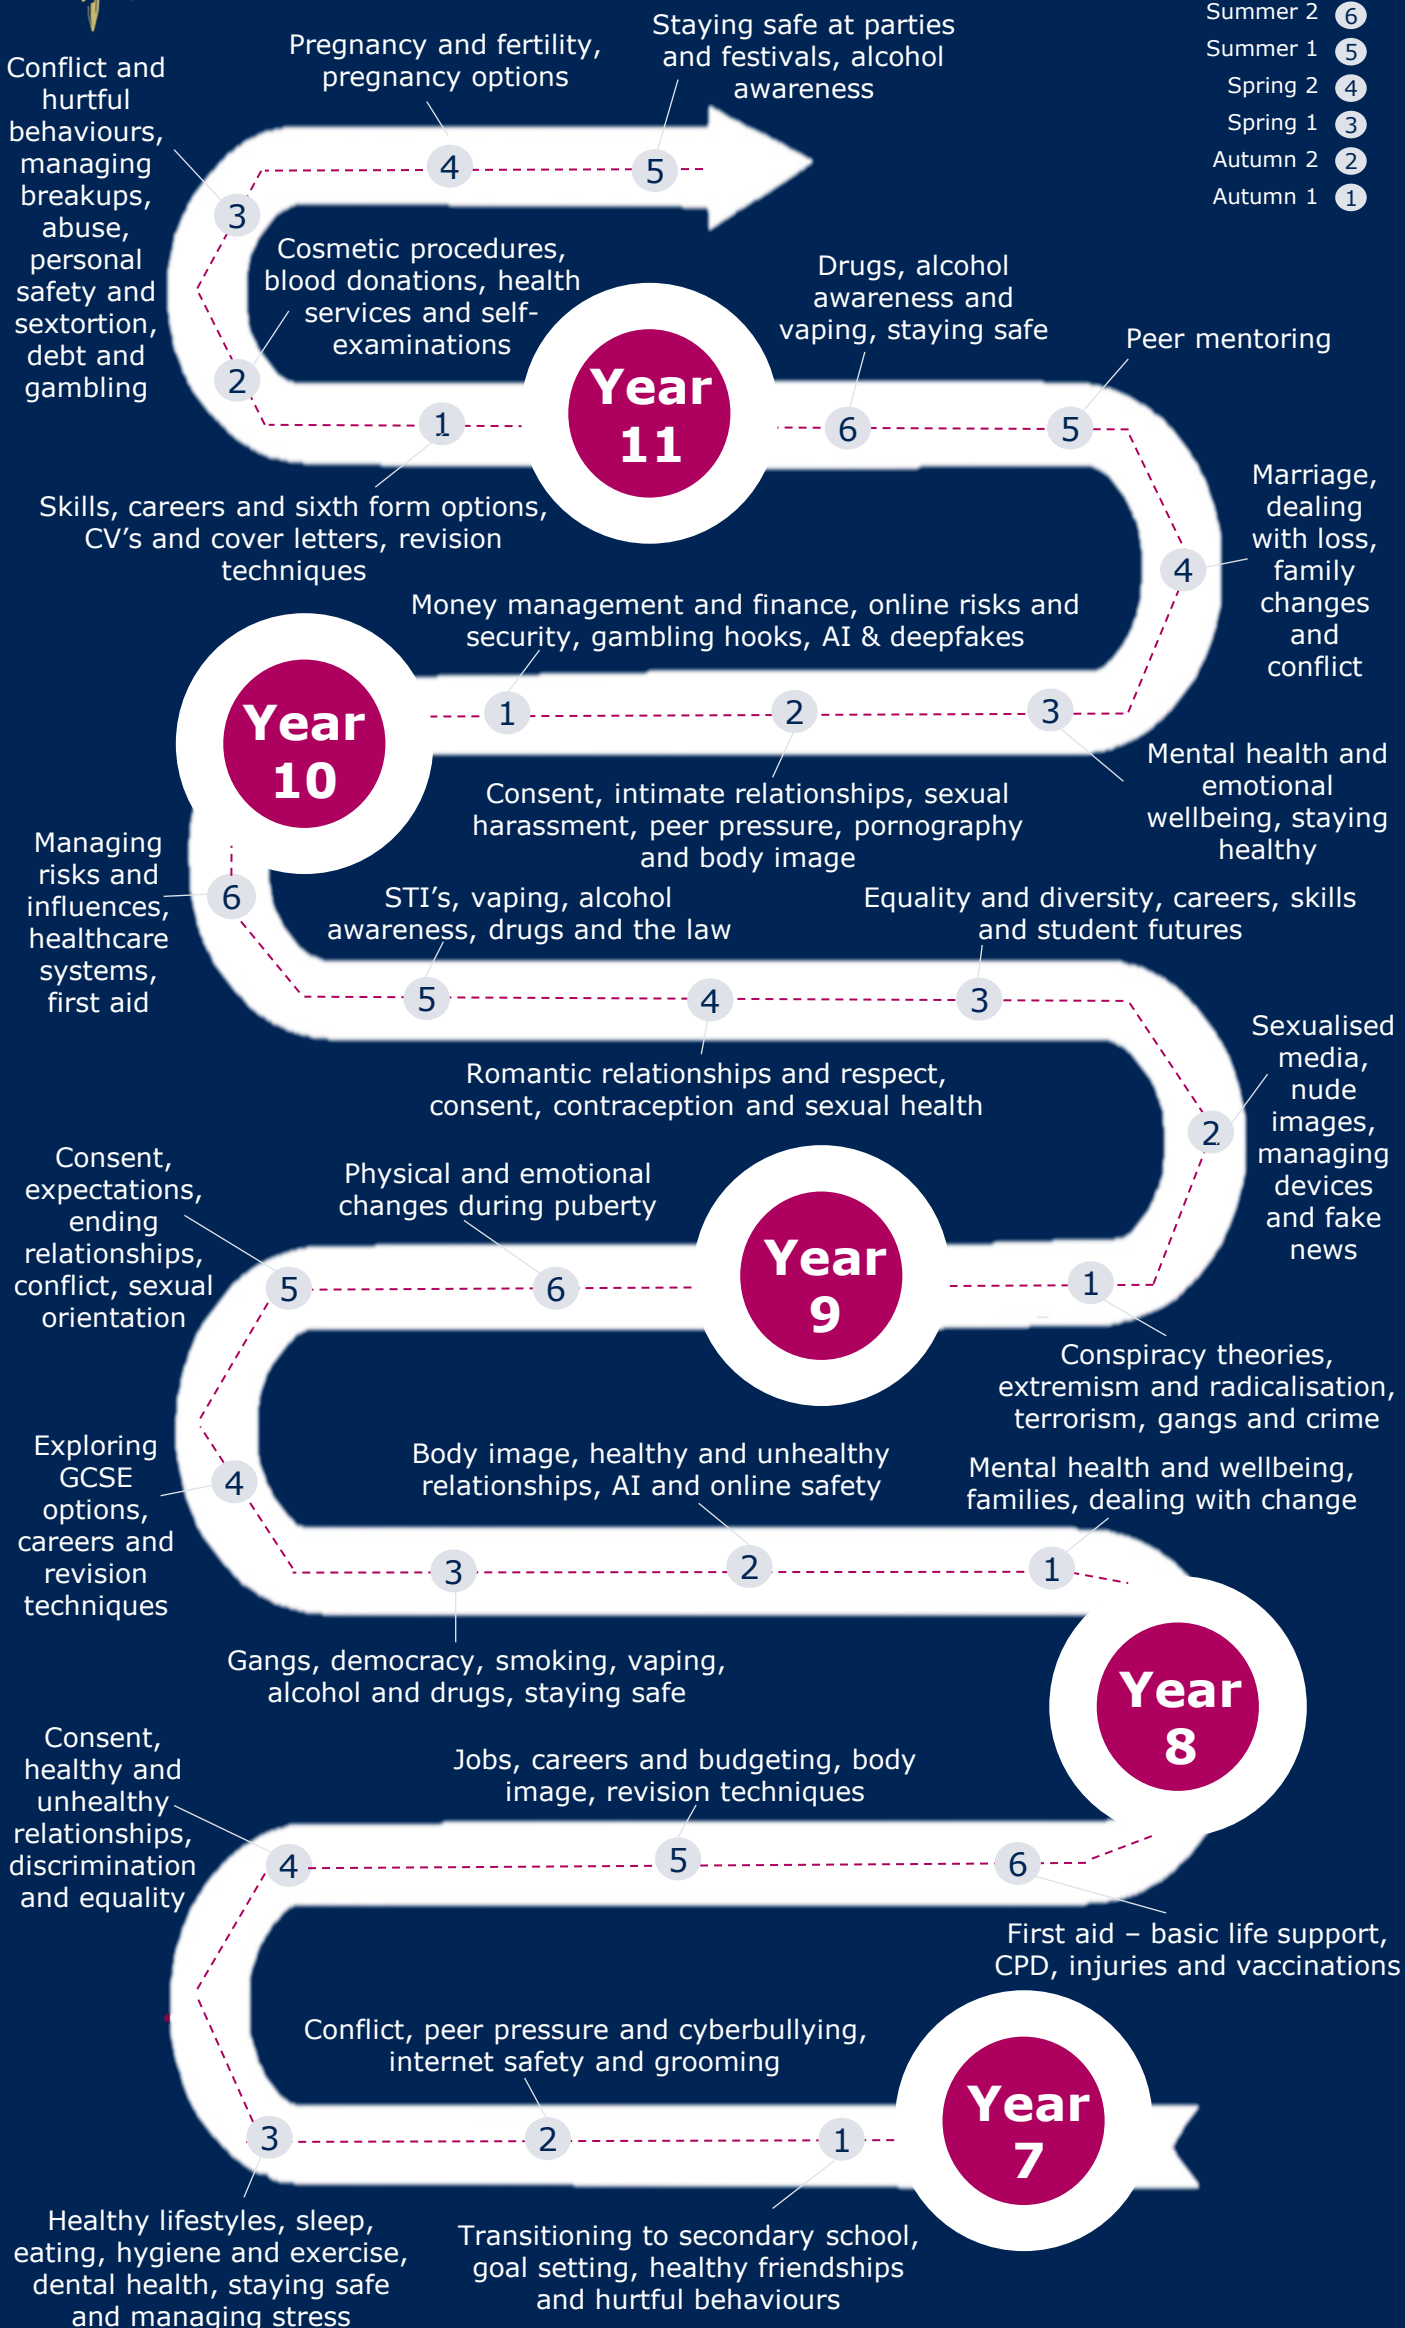 Summer 2 6
Summer 1 5
Spring 2 4
Spring 1 3
Autumn 2 2
Autumn 1 1
Staying safe at parties
and festivals, alcohol
awareness
Pregnancy and fertility,
pregnancy options
Conflict and
hurtful
behaviours,
managing
breakups,
abuse,
personal
safety and
sextortion,
debt and
gambling
4
5
3
Cosmetic procedures,
blood donations, health
services and self-
examinations
2
1
Skills, careers and sixth form options,
CV's and cover letters, revision
techniques
Year
11
Drugs, alcohol
awareness and
vaping, staying safe
Peer mentoring
6
5
Marriage,
dealing
with loss,
family
changes
and
conflict
4
Money management and finance, online risks and
security, gambling hooks, AI & deepfakes
1
2
3
Year
10
Consent, intimate relationships, sexual
harassment, peer pressure, pornography
and body image
Mental health and
emotional
wellbeing, staying
healthy
Managing
risks and
influences,
healthcare
systems,
first aid
6
STI's, vaping, alcohol
awareness, drugs and the law
Equality and diversity, careers, skills
and student futures
5
4
3
Romantic relationships and respect,
consent, contraception and sexual health
Sexualised
media,
nude
images,
managing
devices
and fake
news
2
Consent,
expectations,
ending
relationships,
conflict, sexual
orientation
Physical and emotional
changes during puberty
5
6
Year
9
1
Conspiracy theories,
extremism and radicalisation,
terrorism, gangs and crime
Exploring
GCSE
options,
careers and
revision
techniques
4
Body image, healthy and unhealthy
relationships, AI and online safety
Mental health and wellbeing,
families, dealing with change
3
2
1
Gangs, democracy, smoking, vaping,
alcohol and drugs, staying safe
Year
8
Consent,
healthy and
unhealthy
relationships,
discrimination
and equality
Jobs, careers and budgeting, body
image, revision techniques
4
5
6
First aid – basic life support,
CPD, injuries and vaccinations
Conflict, peer pressure and cyberbullying,
internet safety and grooming
3
2
1
Year
7
Healthy lifestyles, sleep,
eating, hygiene and exercise,
dental health, staying safe
and managing stress
Transitioning to secondary school,
goal setting, healthy friendships
and hurtful behaviours